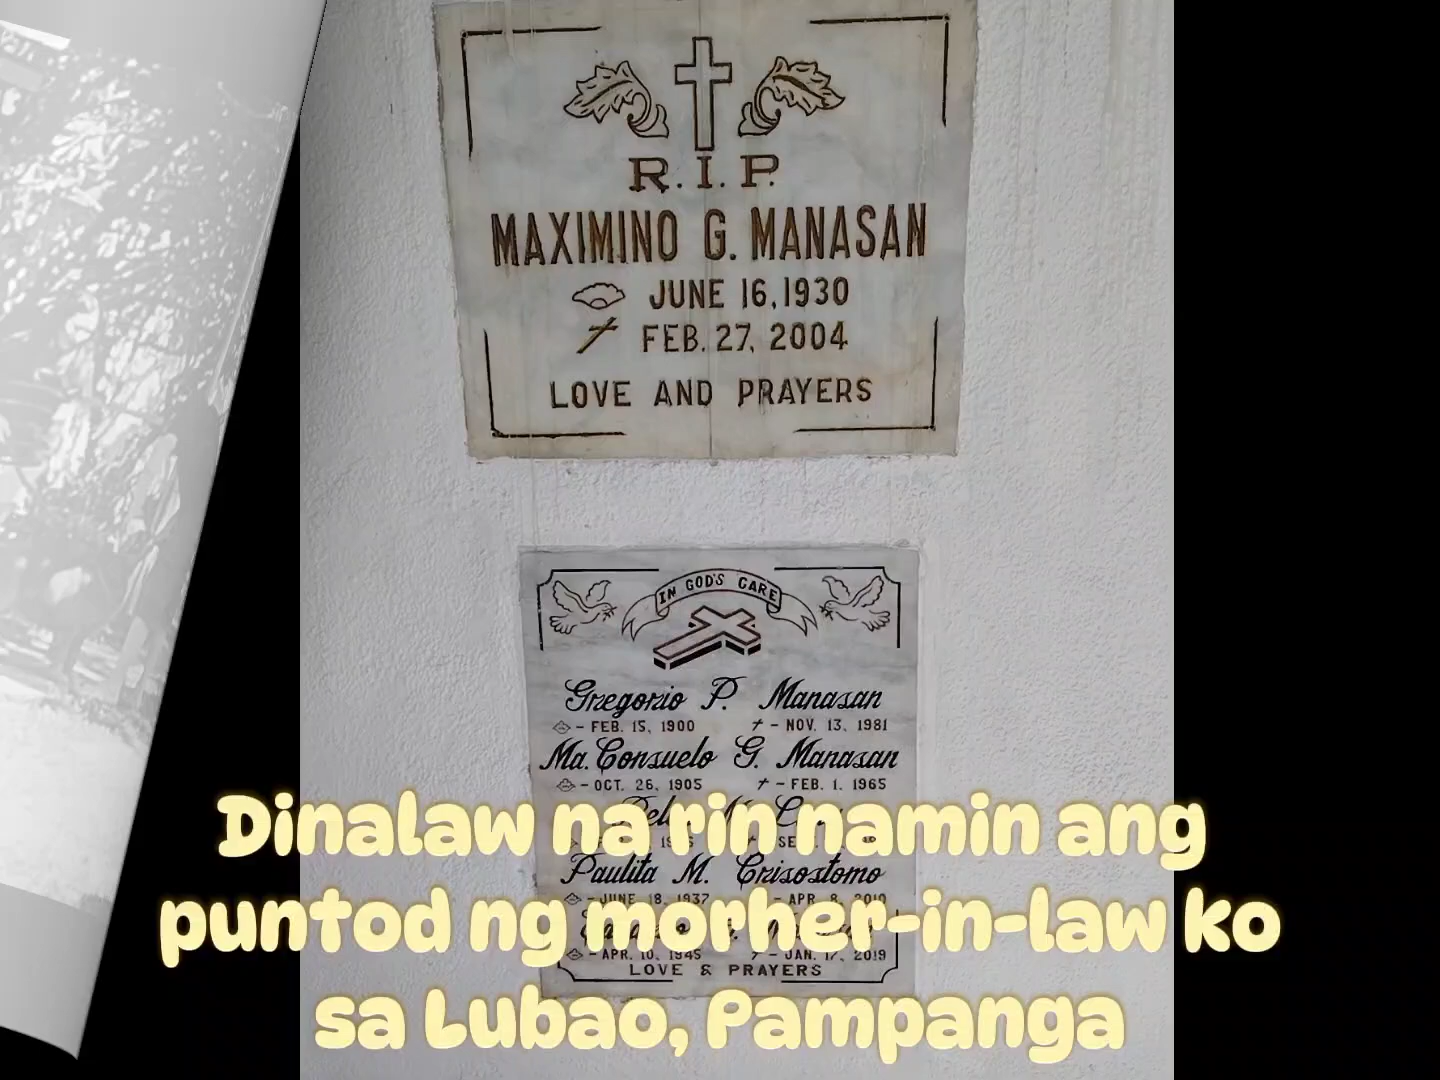 R.I.P.
MAXIMINO G. MANASAN
JUNE 16, 1930
FEB. 27, 2004
LOVE AND PRAYERS
IN GOD'S CARE
Gregorio P. Manasan
- FEB. 15, 1900 † - NOV. 13, 1981
Ma. Consuelo G. Manasan
- OCT. 26, 1905 † - FEB. 1, 1965
Dinalaw na rin namin ang
Paulita M. Crisostomo
- JUNE 18, 1937 - APR. 8, 2010
puntod ng morher-in-law ko
- APR. 10, 1945 † - JAN. 17, 2019
LOVE & PRAYERS
sa Lubao, Pampanga